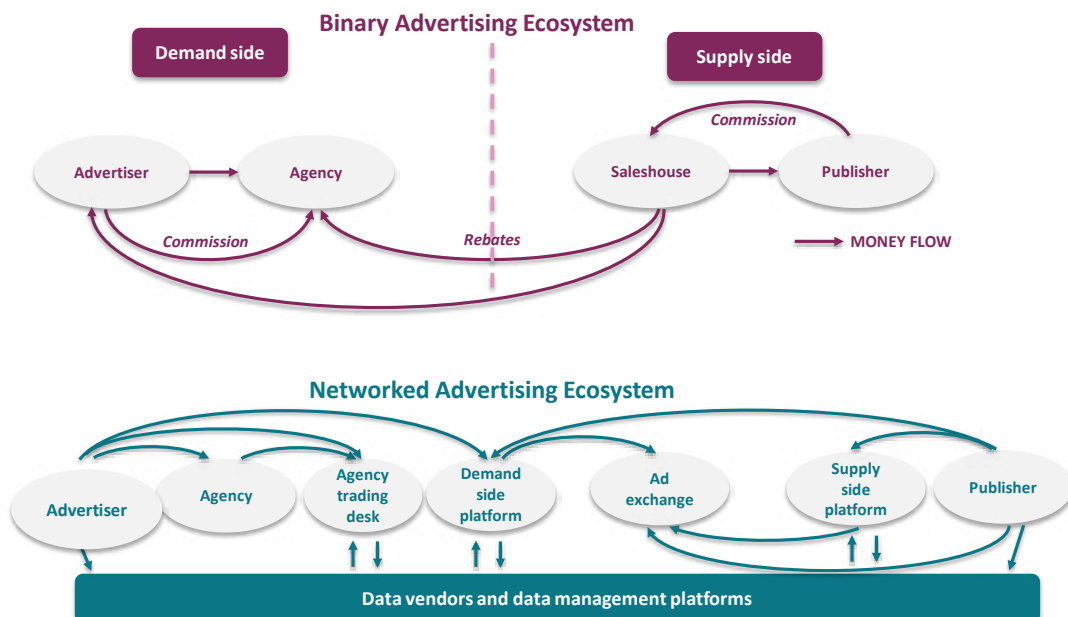 Binary Advertising Ecosystem
Demand side
Supply side
Commission
Advertiser
Agency
Saleshouse
Publisher
Commission
Rebates
MONEY FLOW
Networked Advertising Ecosystem
Advertiser
Agency
Agency
trading
desk
Demand
side
platform
Ad
exchange
Supply
side
platform
Publisher
Data vendors and data management platforms